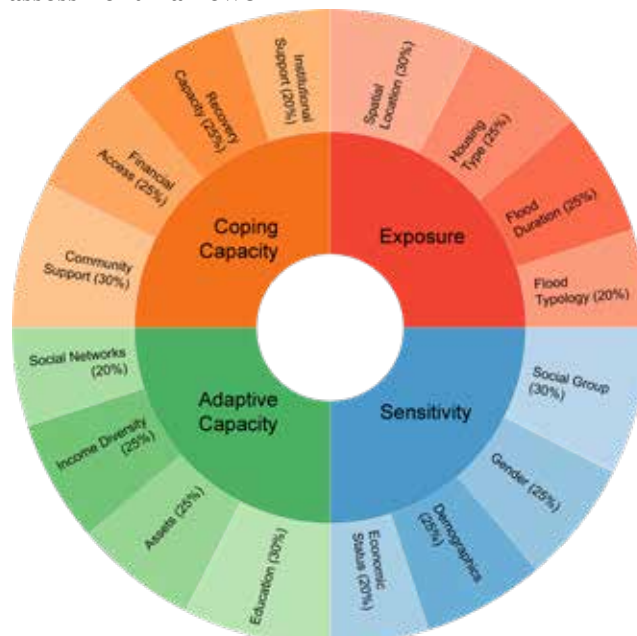 Institutional
Support (20%)
Recovery
Capacity (25%)
Financial
Access (25%)
Community
Support (30%)
Coping
Capacity
Spatial
Location (30%)
Housing
Type (25%)
Flood
Duration (25%)
Flood
Typology (20%)
Exposure
Social Networks
(20%)
Income Diversity
(25%)
Assets (25%)
Education (30%)
Adaptive
Capacity
Social Group
(30%)
Gender (25%)
Demographics
(25%)
Economic
Status (20%)
Sensitivity